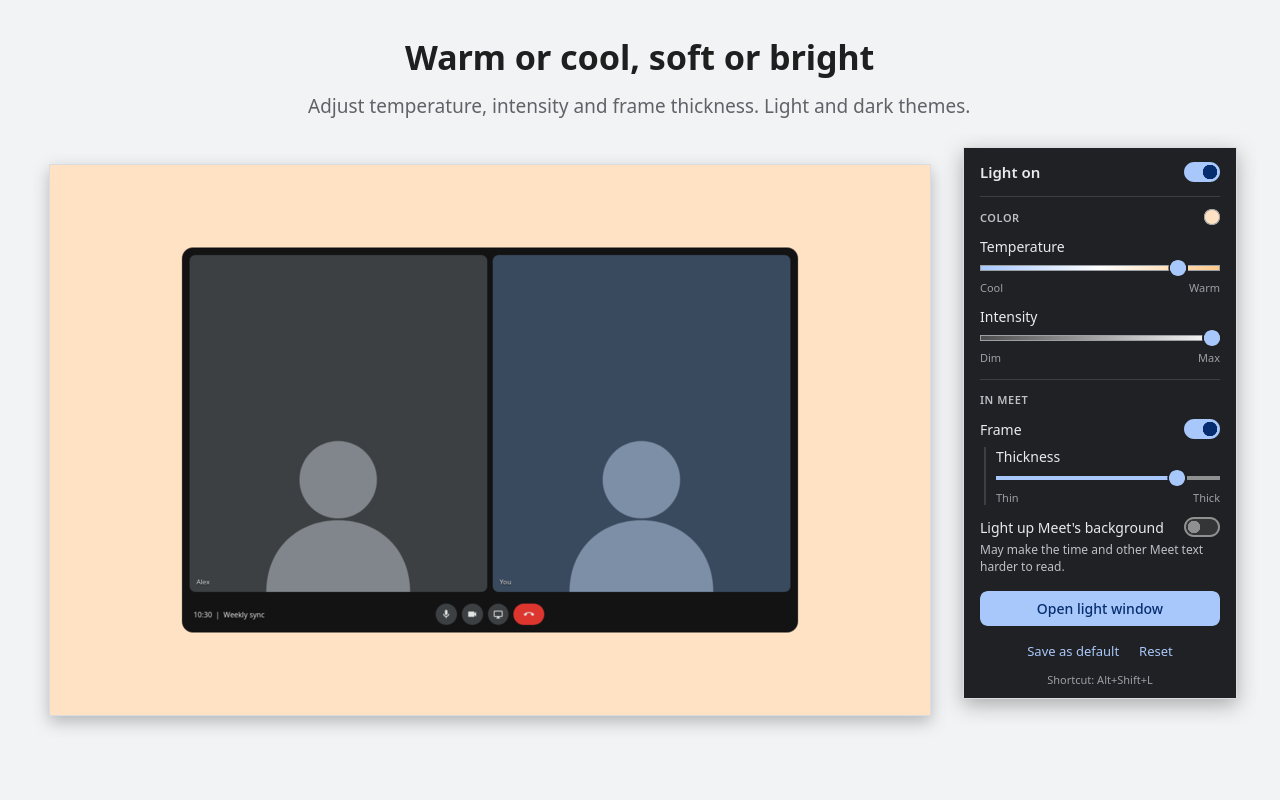 Warm or cool, soft or bright
Adjust temperature, intensity and frame thickness. Light and dark themes.
Alex
You
10:30 | Weekly sync
Light on
COLOR
Temperature
Cool Warm
Intensity
Dim Max
IN MEET
Frame
Thickness
Thin Thick
Light up Meet's background
May make the time and other Meet text
harder to read.
Open light window
Save as default Reset
Shortcut: Alt+Shift+L